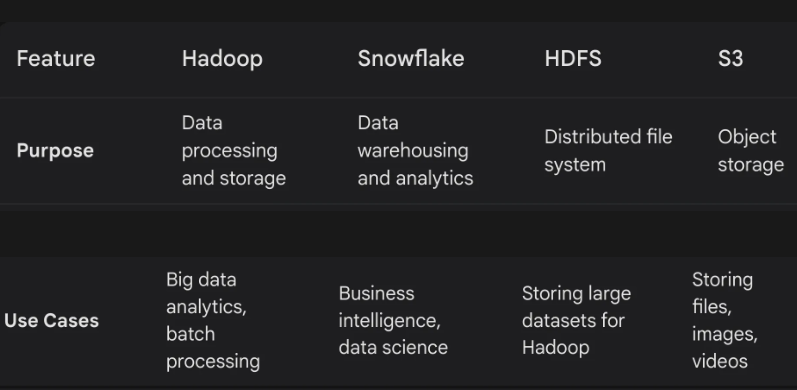 Feature Hadoop Snowflake HDFS S3
Purpose
Data
processing
and storage
Data
warehousing
and analytics
Distributed file
system
Object
storage
Use Cases
Big data
analytics,
batch
processing
Business
intelligence,
data science
Storing large
datasets for
Hadoop
Storing
files,
images,
videos